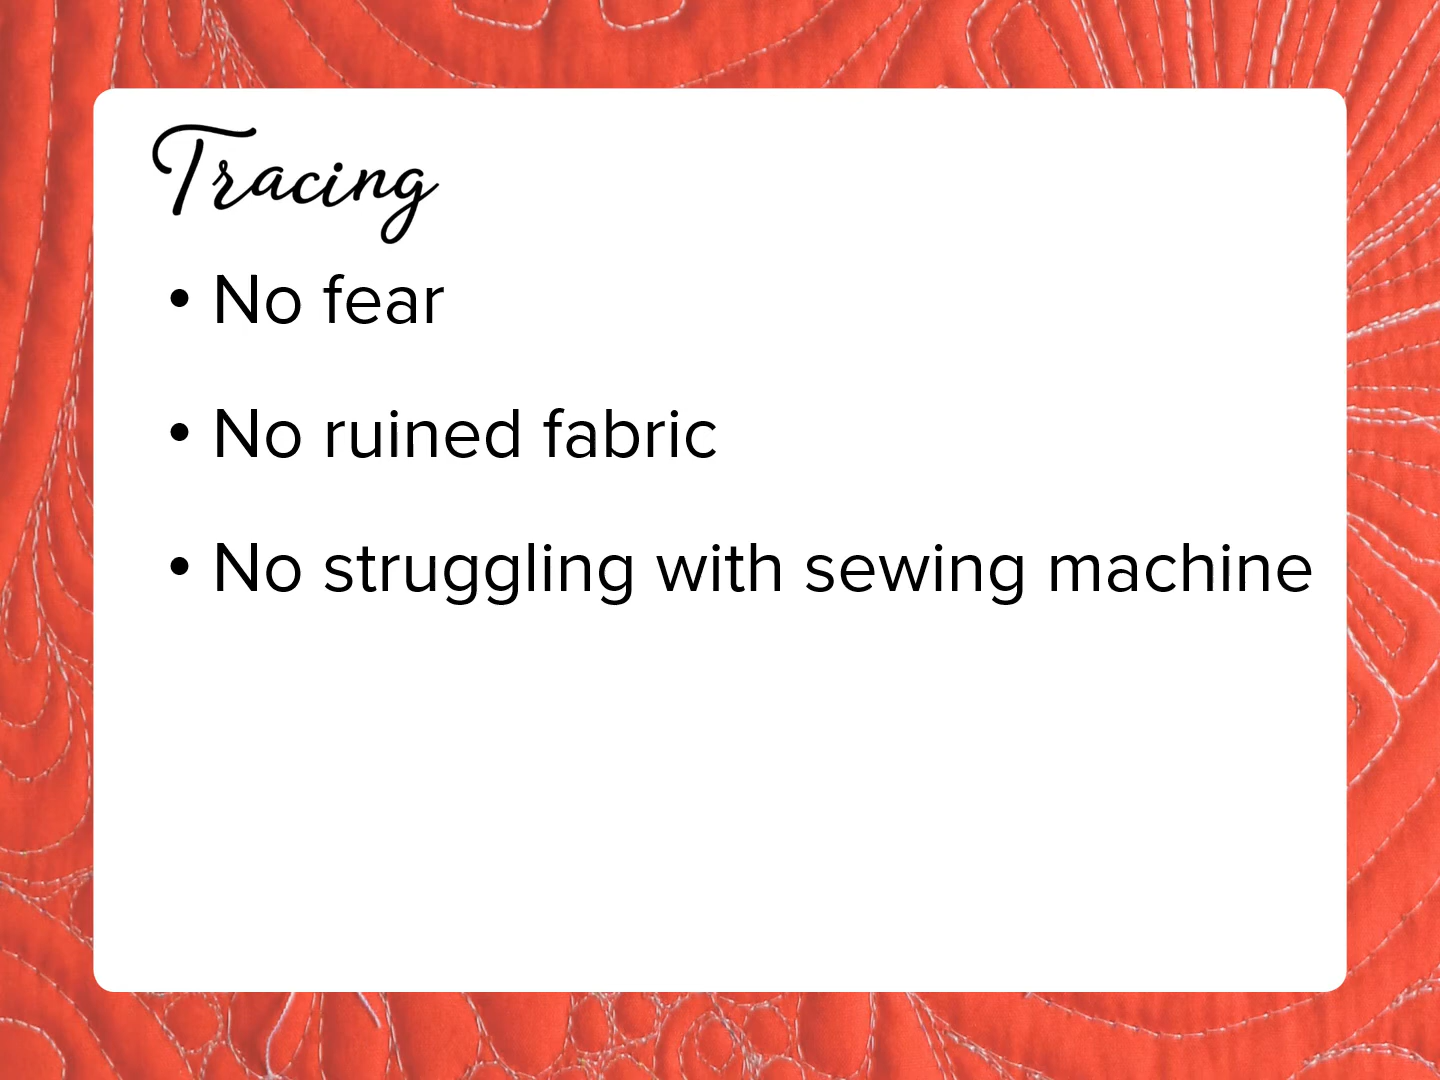 Tracing
• No fear
• No ruined fabric
• No struggling with sewing machine